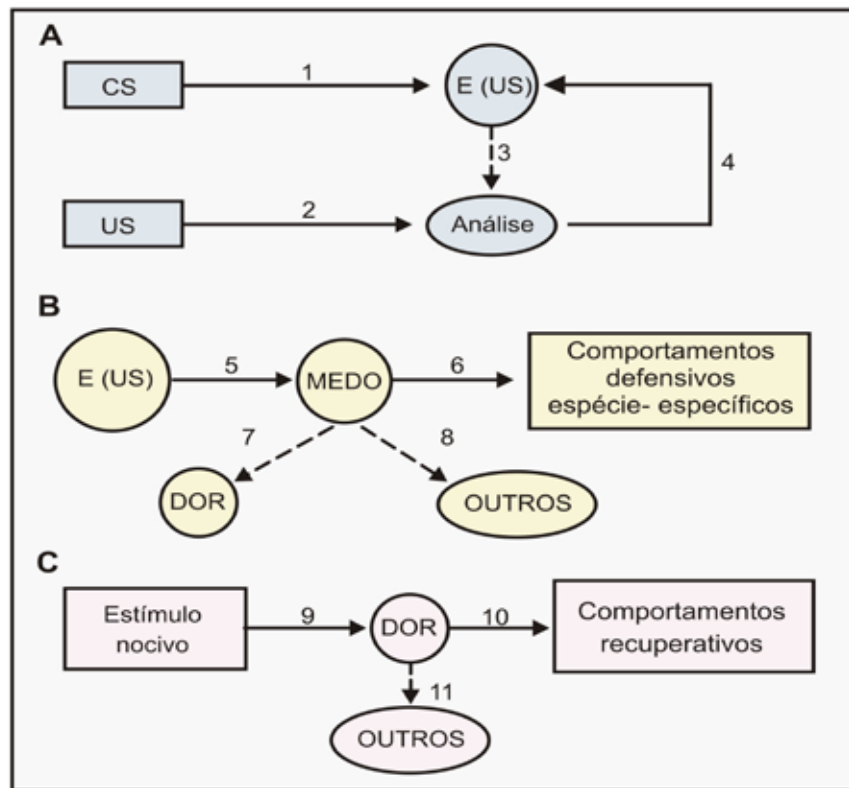 A
CS
1
E (US)
3
4
US
2
Análise
B
E (US)
5
MEDO
6
Comportamentos
defensivos
espécie- específicos
7
8
DOR
OUTROS
C
Estímulo
nocivo
9
DOR
10
Comportamentos
recuperativos
11
OUTROS